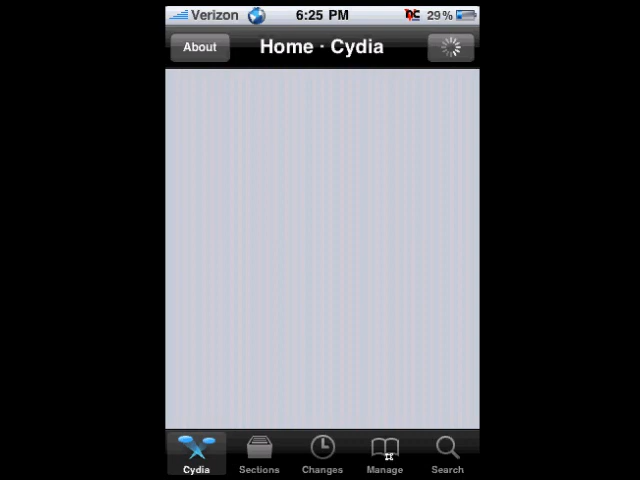 Verizon 6:25 PM 29%
About Home · Cydia
Cydia Sections Changes Manage Search